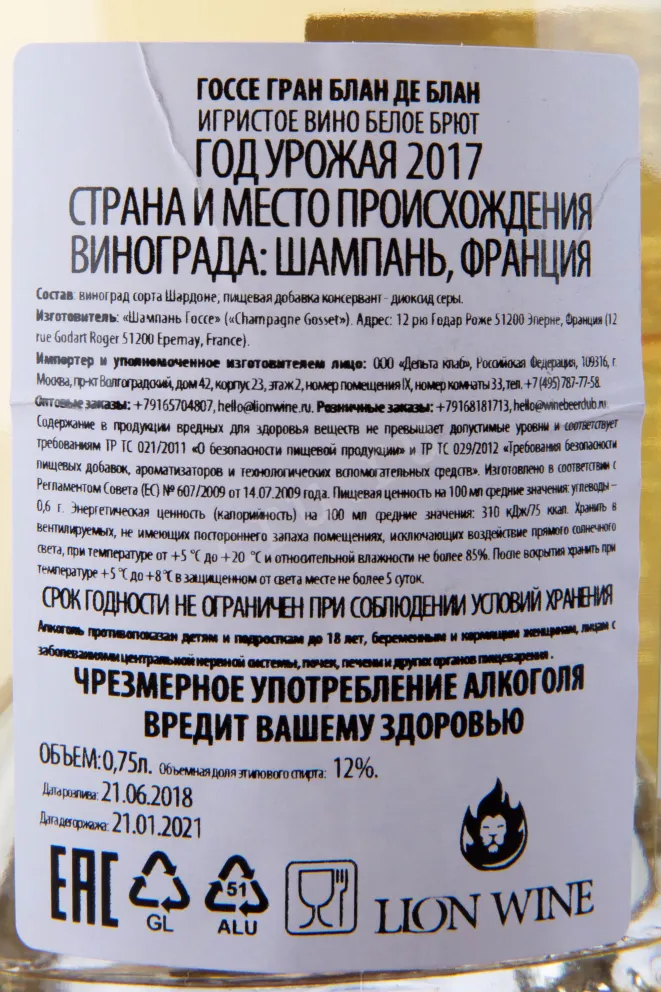 ГОССЕ ГРАН БЛАН ДЕ БЛАН
ИГРИСТОЕ ВИНО БЕЛОЕ БРЮТ
ГОД УРОЖАЯ 2017
СТРАНА И МЕСТО ПРОИСХОЖДЕНИЯ
ВИНОГРАДА: ШАМПАНЬ, ФРАНЦИЯ
Состав: виноград сорта Шардоне, пищевая добавка консервант - диоксид серы.
Изготовитель: «Шампань Госсе» («Champagne Gosset»). Адрес: 12 рю Годар Роже 51200 Эперне, Франция (12
rue Godart Roger 51200 Epernay, France).
Импортер и уполномоченное изготовителем лицо: ООО «Дельта клаб», Российская Федерация, 109316, г.
Москва, пр-кт Волгоградский, дом 42, корпус 23, этаж 2, номер помещения IX, номер комнаты 33, тел. +7 (495) 787-77-58.
Оптовые заказы: +79165704807, hello@lionwine.ru. Розничные заказы: +79168181713, hello@winebeerclub.ru.
Содержание в продукции вредных для здоровья веществ не превышает допустимые уровни и соответствует
требованиям ТР ТС 021/2011 «О безопасности пищевой продукции» и ТР ТС 029/2012 «Требования безопасности
пищевых добавок, ароматизаторов и технологических вспомогательных средств». Изготовлено в соответствии с
Регламентом Совета (ЕС) № 607/2009 от 14.07.2009 года. Пищевая ценность на 100 мл средние значения: углеводы –
0,6 г. Энергетическая ценность (калорийность) на 100 мл средние значения: 310 кДж/75 ккал. Хранить в
вентилируемых, не имеющих постороннего запаха помещениях, исключающих воздействие прямого солнечного
света, при температуре от +5 °С до +20 °С и относительной влажности не более 85%. После вскрытия хранить при
температуре +5 °С до +8 °С в защищенном от света месте не более 5 суток.
СРОК ГОДНОСТИ НЕ ОГРАНИЧЕН ПРИ СОБЛЮДЕНИИ УСЛОВИЙ ХРАНЕНИЯ
Алкоголь противопоказан детям и подросткам до 18 лет, беременным и кормящим женщинам, лицам с
заболеваниями центральной нервной системы, почек, печени и других органов пищеварения.
ЧРЕЗМЕРНОЕ УПОТРЕБЛЕНИЕ АЛКОГОЛЯ
ВРЕДИТ ВАШЕМУ ЗДОРОВЬЮ
ОБЪЕМ: 0,75л. Объемная доля этилового спирта: 12%.
Дата розлива: 21.06.2018
Дата дегоржажа: 21.01.2021
EAC
GL
51
ALU
LION WINE